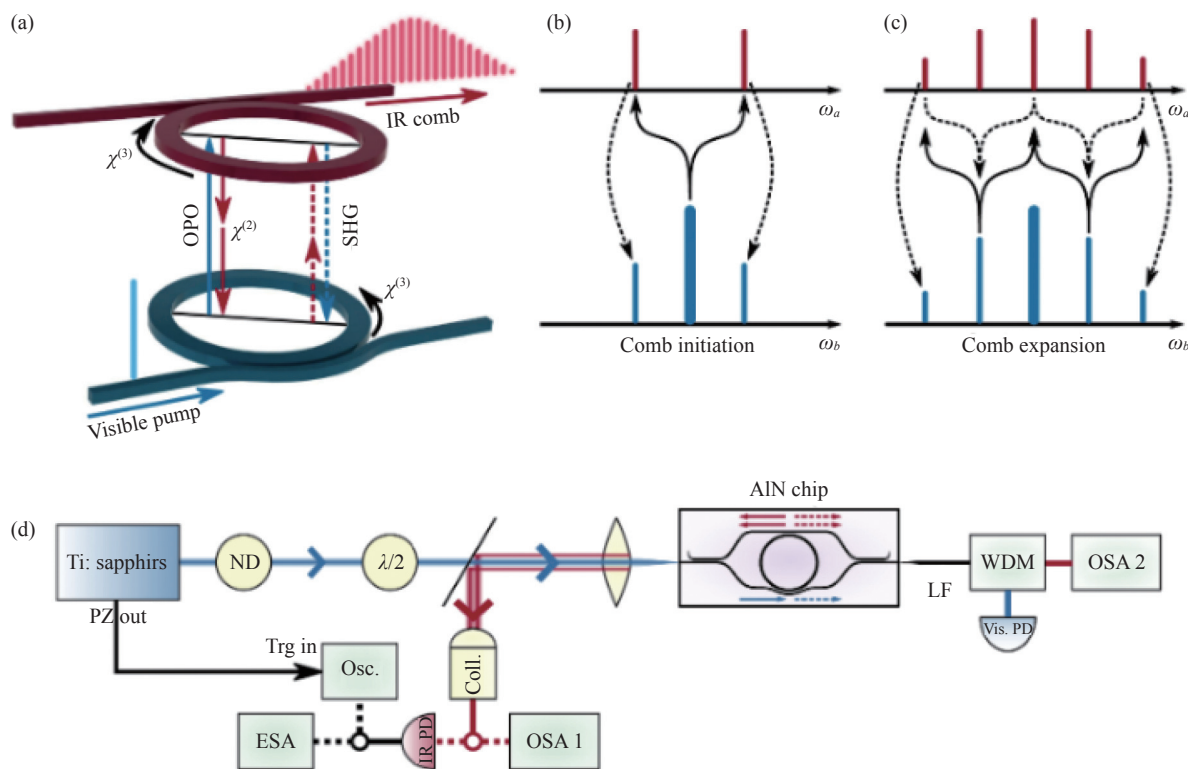 (a)
IR comb
χ(3)
OPO
χ(2)
SHG
χ(3)
Visible pump
(b)
ωa
ωb
Comb initiation
(c)
ωa
ωb
Comb expansion
(d)
AlN chip
Ti: sapphirs
ND
λ/2
PZ out
Trg in
Osc.
Coll.
ESA
IR PD
OSA 1
LF
WDM
OSA 2
Vis. PD